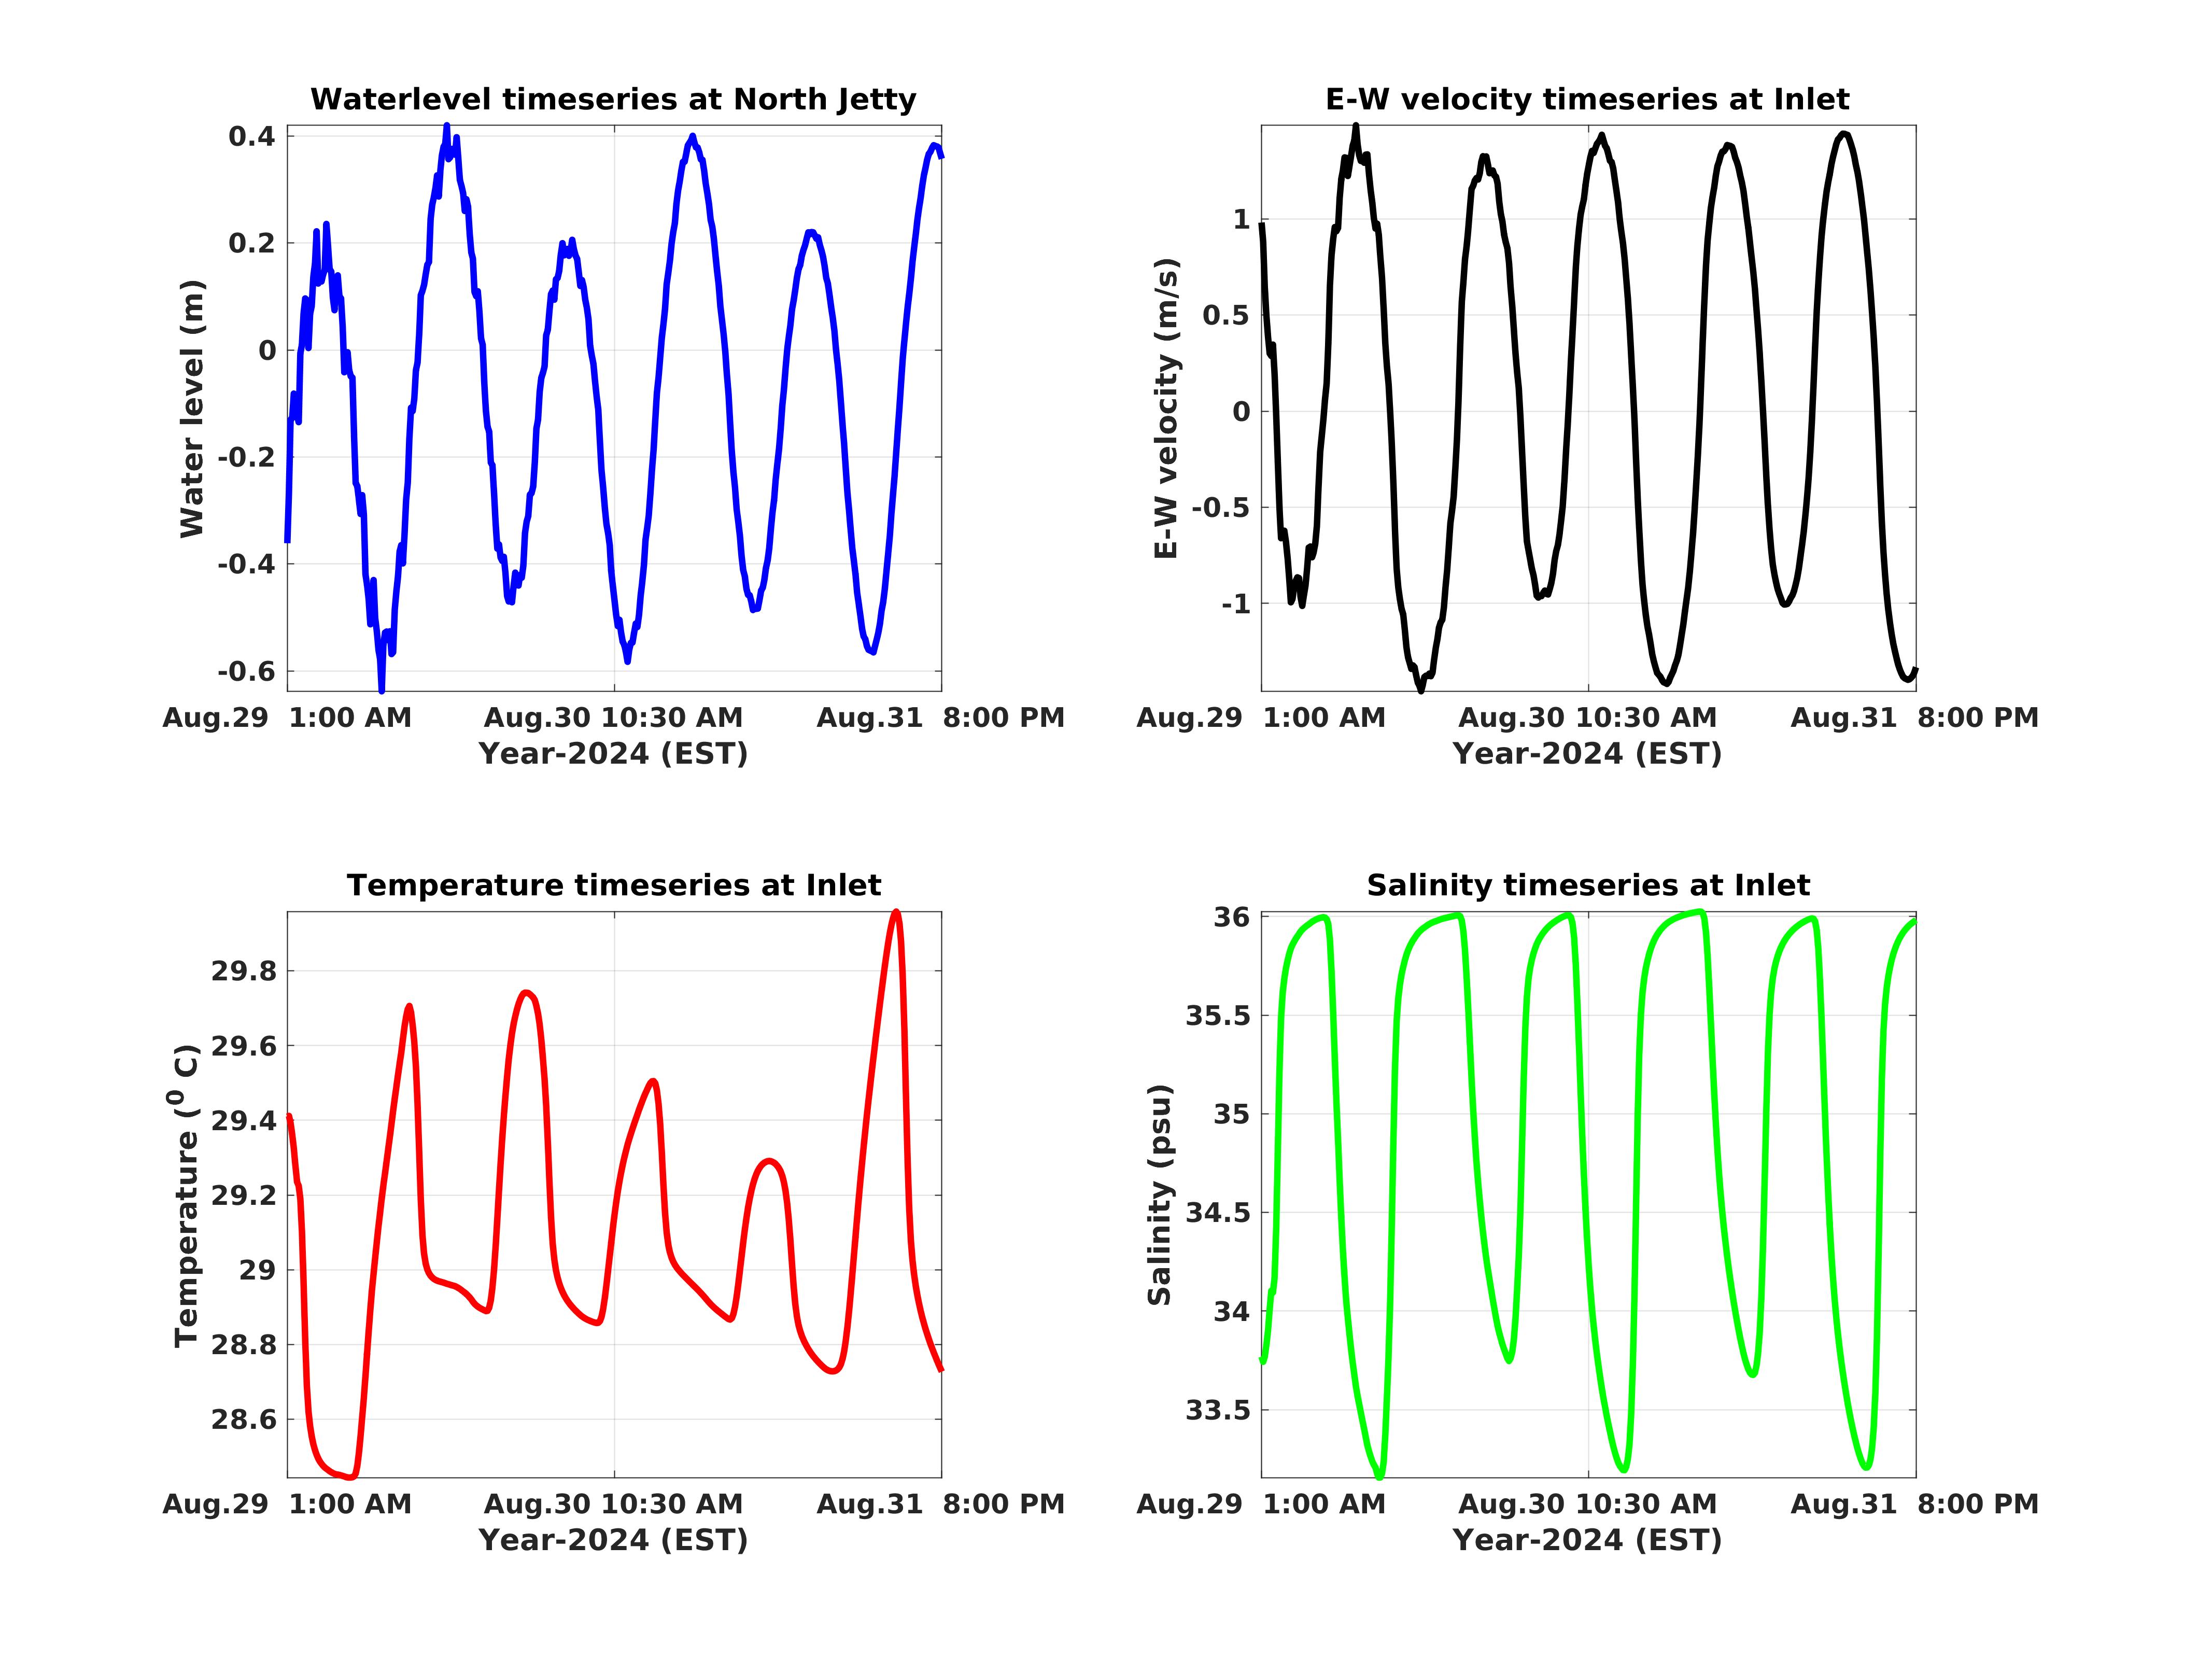 Waterlevel timeseries at North Jetty
0.4
0.2
0
-0.2
-0.4
-0.6
Water level (m)
Aug.29 1:00 AM Aug.30 10:30 AM Aug.31 8:00 PM
Year-2024 (EST)
E-W velocity timeseries at Inlet
1
0.5
0
-0.5
-1
E-W velocity (m/s)
Aug.29 1:00 AM Aug.30 10:30 AM Aug.31 8:00 PM
Year-2024 (EST)
Temperature timeseries at Inlet
29.8
29.6
29.4
29.2
29
28.8
28.6
Temperature (⁰ C)
Aug.29 1:00 AM Aug.30 10:30 AM Aug.31 8:00 PM
Year-2024 (EST)
Salinity timeseries at Inlet
36
35.5
35
34.5
34
33.5
Salinity (psu)
Aug.29 1:00 AM Aug.30 10:30 AM Aug.31 8:00 PM
Year-2024 (EST)